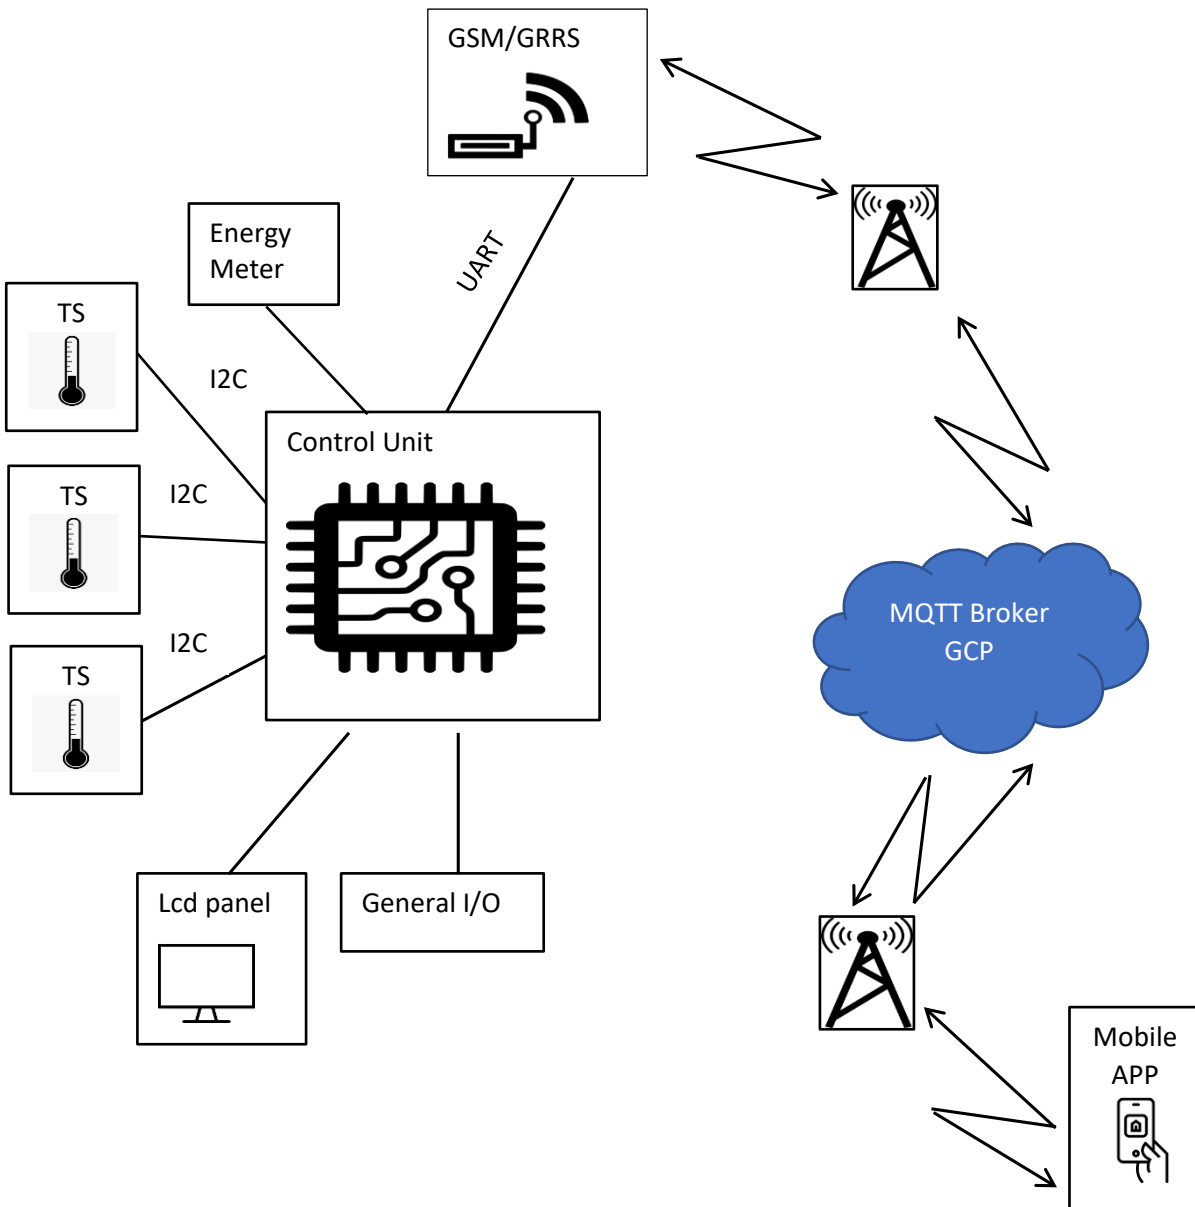 GSM/GRRS
UART
Energy
Meter
TS
I2C
Control Unit
TS
I2C
TS
I2C
MQTT Broker
GCP
Lcd panel
General I/O
Mobile
APP